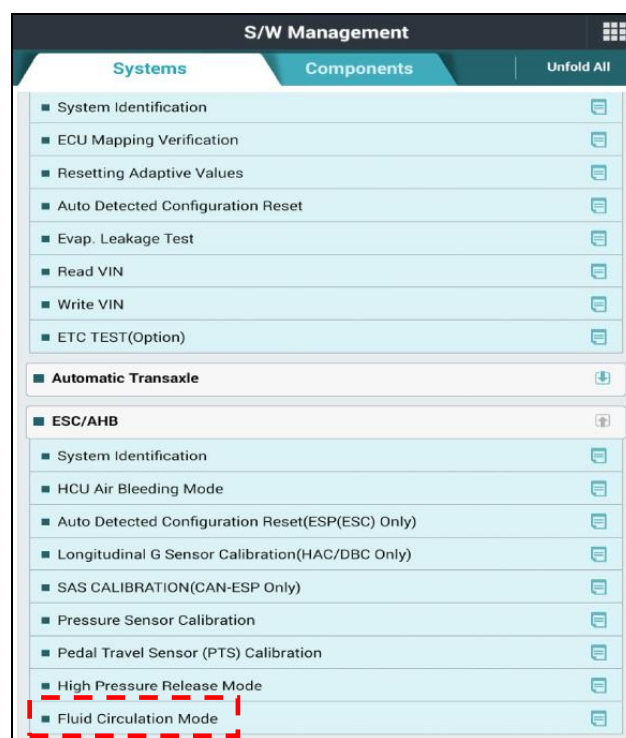 S/W Management
Systems
Components
Unfold All
System Identification
ECU Mapping Verification
Resetting Adaptive Values
Auto Detected Configuration Reset
Evap. Leakage Test
Read VIN
Write VIN
ETC TEST(Option)
Automatic Transaxle
ESC/AHB
System Identification
HCU Air Bleeding Mode
Auto Detected Configuration Reset(ESP(ESC) Only)
Longitudinal G Sensor Calibration(HAC/DBC Only)
SAS CALIBRATION(CAN-ESP Only)
Pressure Sensor Calibration
Pedal Travel Sensor (PTS) Calibration
High Pressure Release Mode
Fluid Circulation Mode